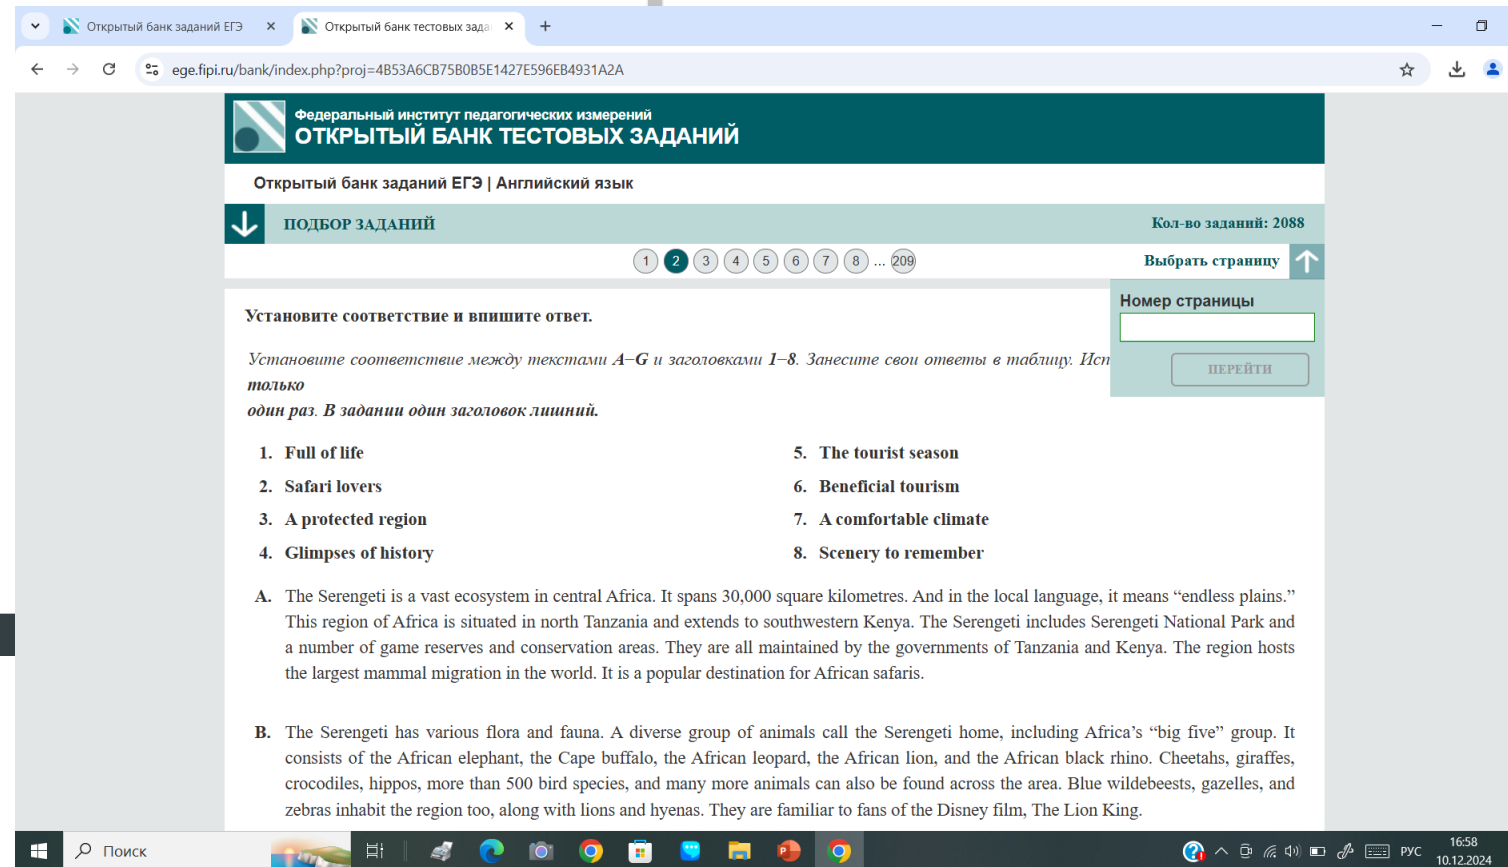 Открытый банк заданий ЕГЭ
Открытый банк тестовых зада
ege.fipi.ru/bank/index.php?proj=4B53A6CB75B0B5E1427E596EB4931A2A
Федеральный институт педагогических измерений
ОТКРЫТЫЙ БАНК ТЕСТОВЫХ ЗАДАНИЙ
Открытый банк заданий ЕГЭ | Английский язык
ПОДБОР ЗАДАНИЙ
Кол-во заданий: 2088
1 2 3 4 5 6 7 8 ... 209
Выбрать страницу
Номер страницы
ПЕРЕЙТИ
Установите соответствие и впишите ответ.
Установите соответствие между текстами A–G и заголовками 1–8. Занесите свои ответы в таблицу. Исп
только
один раз. В задании один заголовок лишний.
1. Full of life
2. Safari lovers
3. A protected region
4. Glimpses of history
5. The tourist season
6. Beneficial tourism
7. A comfortable climate
8. Scenery to remember
A. The Serengeti is a vast ecosystem in central Africa. It spans 30,000 square kilometres. And in the local language, it means “endless plains.”
This region of Africa is situated in north Tanzania and extends to southwestern Kenya. The Serengeti includes Serengeti National Park and
a number of game reserves and conservation areas. They are all maintained by the governments of Tanzania and Kenya. The region hosts
the largest mammal migration in the world. It is a popular destination for African safaris.
B. The Serengeti has various flora and fauna. A diverse group of animals call the Serengeti home, including Africa’s “big five” group. It
consists of the African elephant, the Cape buffalo, the African leopard, the African lion, and the African black rhino. Cheetahs, giraffes,
crocodiles, hippos, more than 500 bird species, and many more animals can also be found across the area. Blue wildebeests, gazelles, and
zebras inhabit the region too, along with lions and hyenas. They are familiar to fans of the Disney film, The Lion King.
Поиск
РУС
16:58
10.12.2024